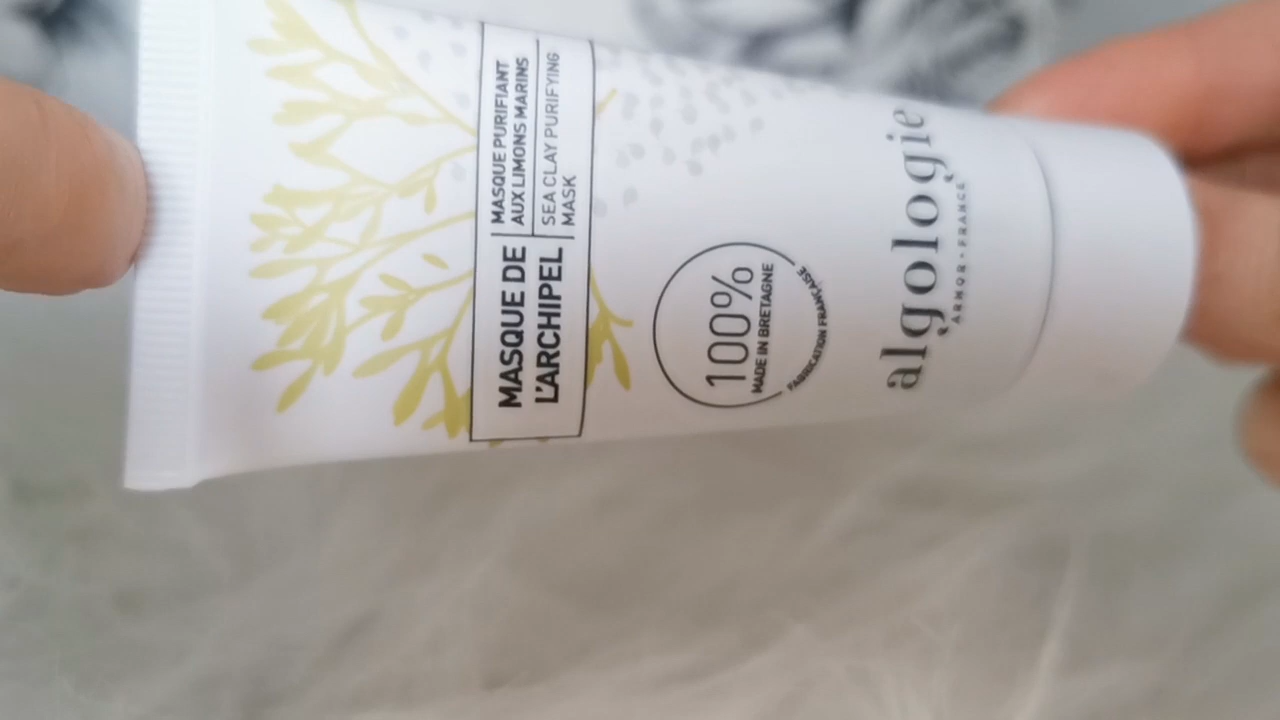 MASQUE DE
L'ARCHIPEL
MASQUE PURIFIANT
AUX LIMONS MARINS
SEA CLAY PURIFYING
MASK
100%
MADE IN BRETAGNE
FABRICATION FRANÇAISE
algologie
ARMOR - FRANCE